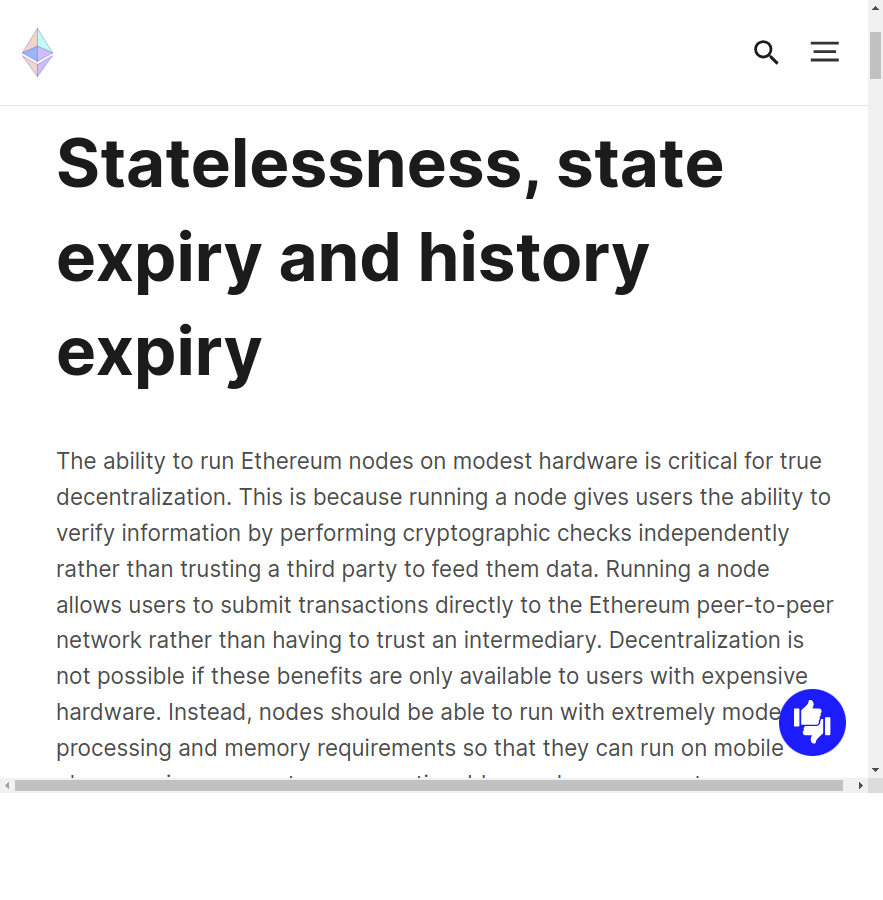 Statelessness, state
expiry and history
expiry
The ability to run Ethereum nodes on modest hardware is critical for true
decentralization. This is because running a node gives users the ability to
verify information by performing cryptographic checks independently
rather than trusting a third party to feed them data. Running a node
allows users to submit transactions directly to the Ethereum peer-to-peer
network rather than having to trust an intermediary. Decentralization is
not possible if these benefits are only available to users with expensive
hardware. Instead, nodes should be able to run with extremely
processing and memory requirements so that they can run on mobile